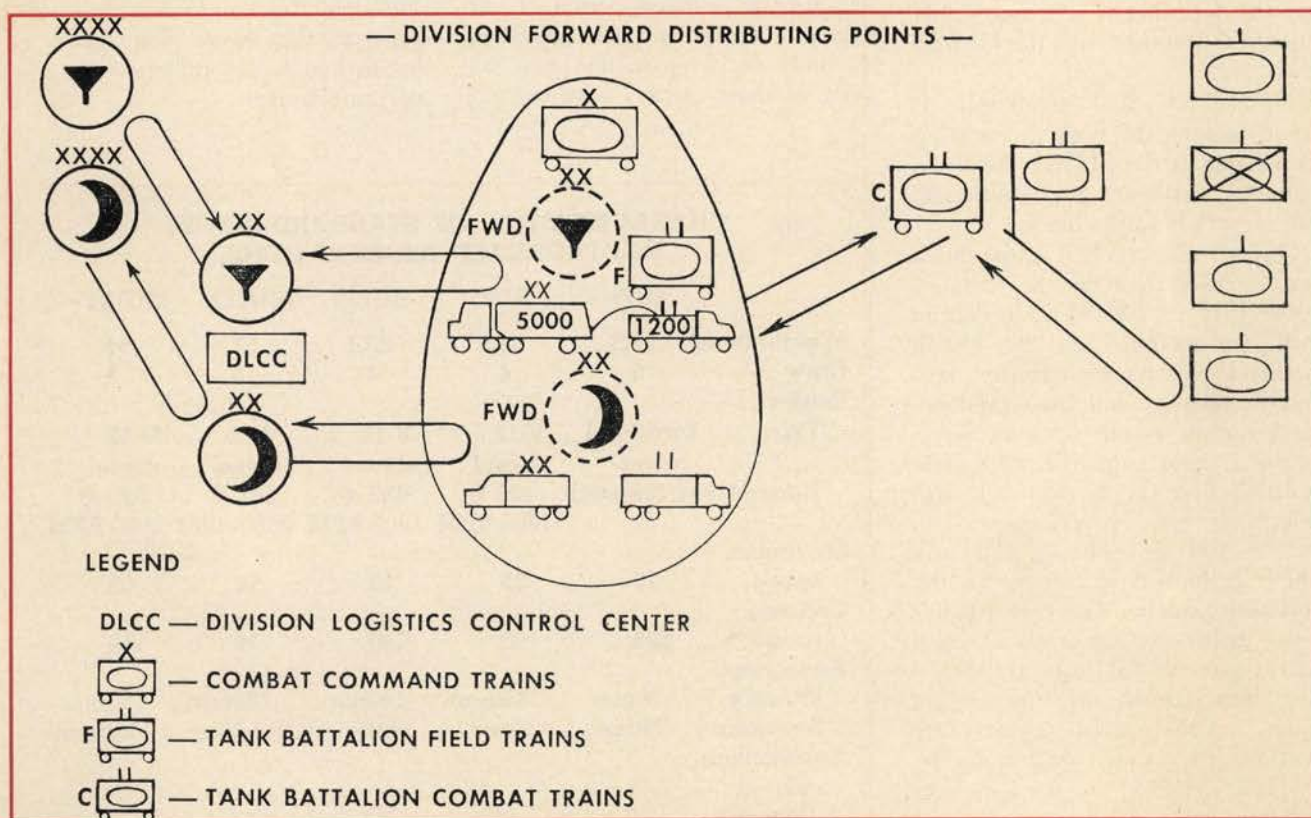 — DIVISION FORWARD DISTRIBUTING POINTS —
XXXX
XXXX
XX
DLCC
XX
X
XX
FWD
II
F
XX
5000
II
1200
XX
FWD
XX
II
II
C
II
I
I
I
I
LEGEND
DLCC — DIVISION LOGISTICS CONTROL CENTER
X
— COMBAT COMMAND TRAINS
II
F — TANK BATTALION FIELD TRAINS
II
C — TANK BATTALION COMBAT TRAINS